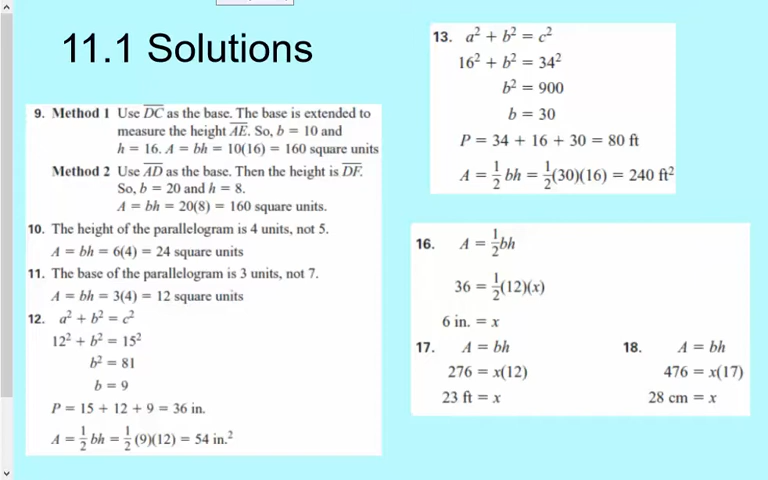 11.1 Solutions
9. Method 1 Use D̅C̅ as the base. The base is extended to
measure the height A̅E̅. So, b = 10 and
h = 16. A = bh = 10(16) = 160 square units
Method 2 Use A̅D̅ as the base. Then the height is D̅F̅.
So, b = 20 and h = 8.
A = bh = 20(8) = 160 square units.
10. The height of the parallelogram is 4 units, not 5.
A = bh = 6(4) = 24 square units
11. The base of the parallelogram is 3 units, not 7.
A = bh = 3(4) = 12 square units
12. a² + b² = c²
12² + b² = 15²
b² = 81
b = 9
P = 15 + 12 + 9 = 36 in.
A = 1/2 bh = 1/2 (9)(12) = 54 in.²
13. a² + b² = c²
16² + b² = 34²
b² = 900
b = 30
P = 34 + 16 + 30 = 80 ft
A = 1/2 bh = 1/2(30)(16) = 240 ft²
16. A = 1/2bh
36 = 1/2(12)(x)
6 in. = x
17. A = bh
276 = x(12)
23 ft = x
18. A = bh
476 = x(17)
28 cm = x